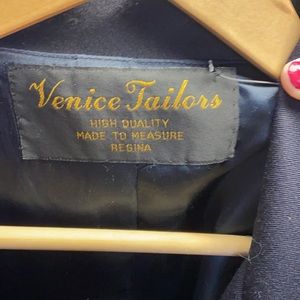 Venice Tailors
HIGH QUALITY
MADE TO MEASURE
REGINA